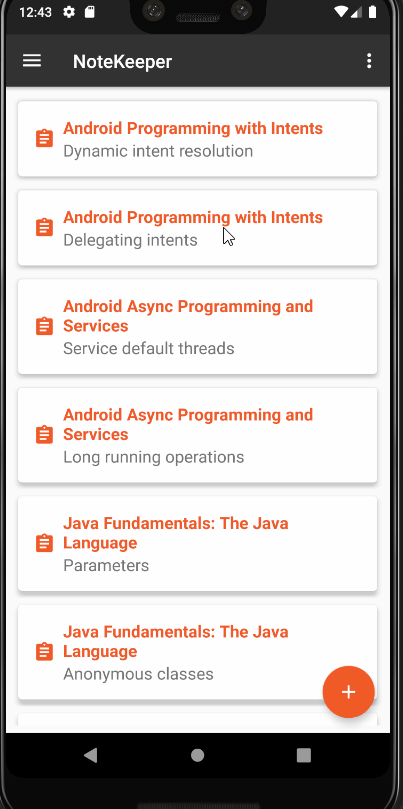 12:43
NoteKeeper
Android Programming with Intents
Dynamic intent resolution
Android Programming with Intents
Delegating intents
Android Async Programming and
Services
Service default threads
Android Async Programming and
Services
Long running operations
Java Fundamentals: The Java
Language
Parameters
Java Fundamentals: The Java
Language
Anonymous classes